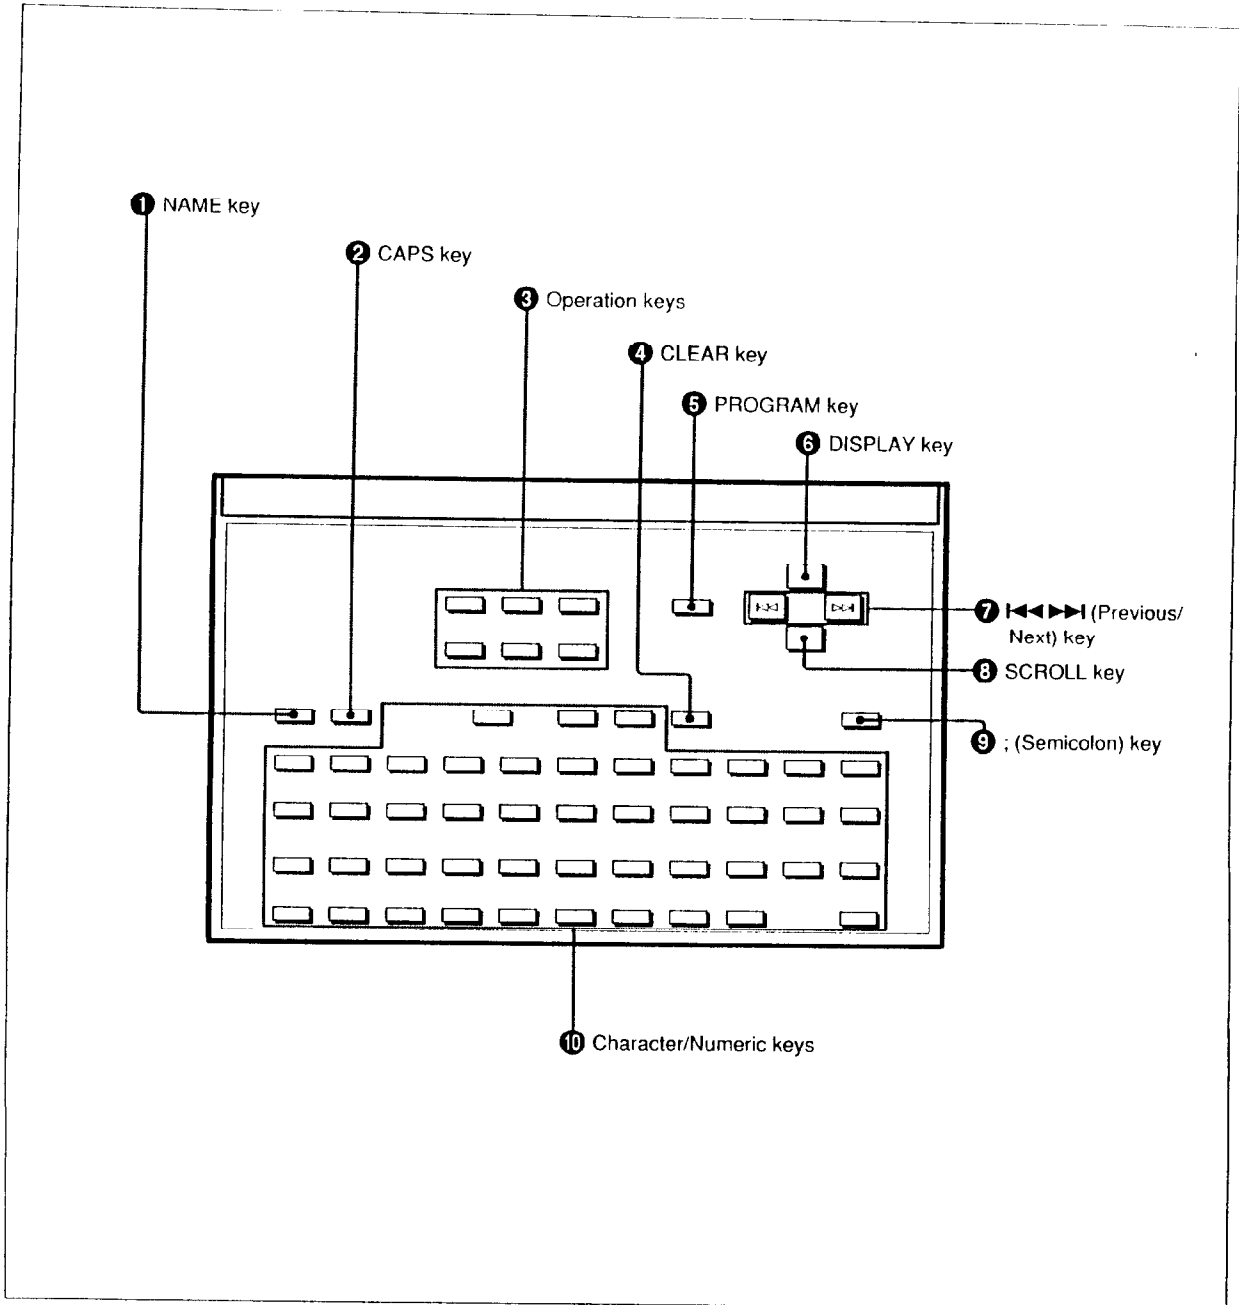 ❶ NAME key
❷ CAPS key
❸ Operation keys
❹ CLEAR key
❺ PROGRAM key
❻ DISPLAY key
❼ |◀◀ ▶▶| (Previous/
Next) key
❽ SCROLL key
❾ ; (Semicolon) key
❿ Character/Numeric keys